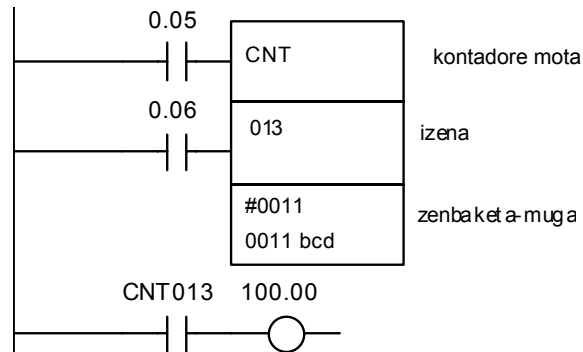 0.05
CNT kontadore mota
0.06
013 izena
#0011
0011 bcd
zenbaketa-muga
CNT013 100.00